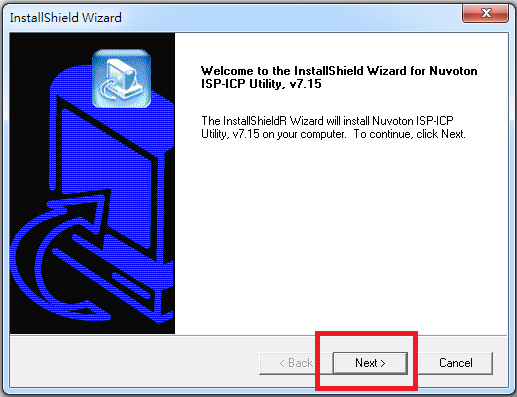 InstallShield Wizard
Welcome to the InstallShield Wizard for Nuvoton
ISP-ICP Utility, v7.15
The InstallShieldR Wizard will install Nuvoton ISP-ICP
Utility, v7.15 on your computer.  To continue, click Next.
< Back
Next >
Cancel